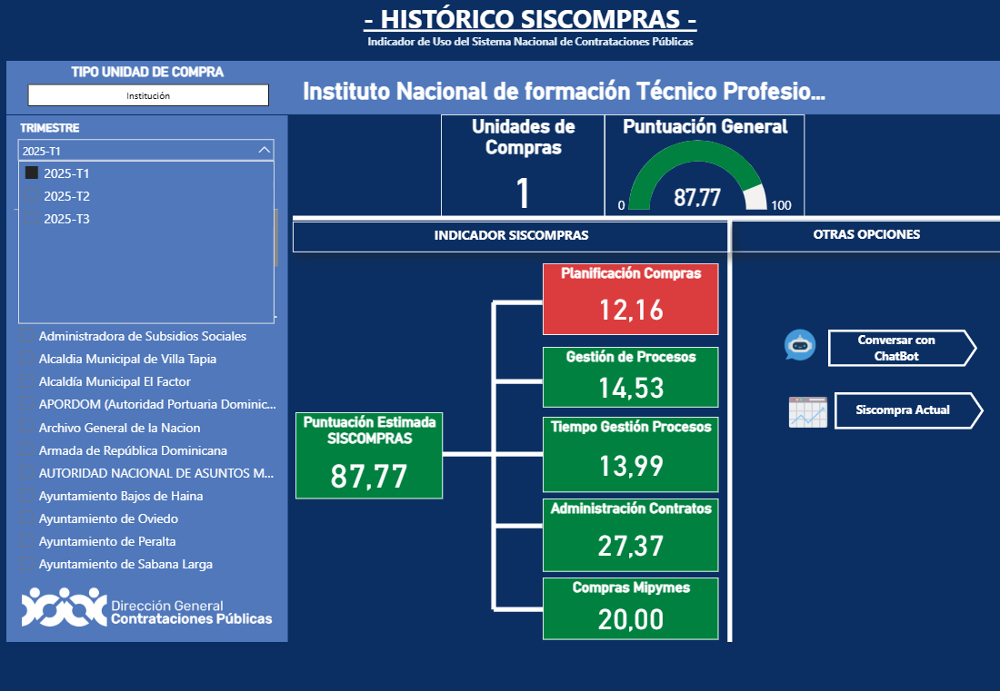 - HISTÓRICO SISCOMPRAS -
Indicador de Uso del Sistema Nacional de Contrataciones Públicas
TIPO UNIDAD DE COMPRA
Institución
Instituto Nacional de formación Técnico Profesio...
TRIMESTRE
2025-T1
2025-T1
2025-T2
2025-T3
Administradora de Subsidios Sociales
Alcaldia Municipal de Villa Tapia
Alcaldía Municipal El Factor
APORDOM (Autoridad Portuaria Dominic...
Archivo General de la Nacion
Armada de República Dominicana
AUTORIDAD NACIONAL DE ASUNTOS M...
Ayuntamiento Bajos de Haina
Ayuntamiento de Oviedo
Ayuntamiento de Peralta
Ayuntamiento de Sabana Larga
Dirección General
Contrataciones Públicas
Unidades de
Compras
1
Puntuación General
0
87,77
100
INDICADOR SISCOMPRAS
Puntuación Estimada
SISCOMPRAS
87,77
Planificación Compras
12,16
Gestión de Procesos
14,53
Tiempo Gestión Procesos
13,99
Administración Contratos
27,37
Compras Mipymes
20,00
OTRAS OPCIONES
Conversar con
ChatBot
Siscompra Actual